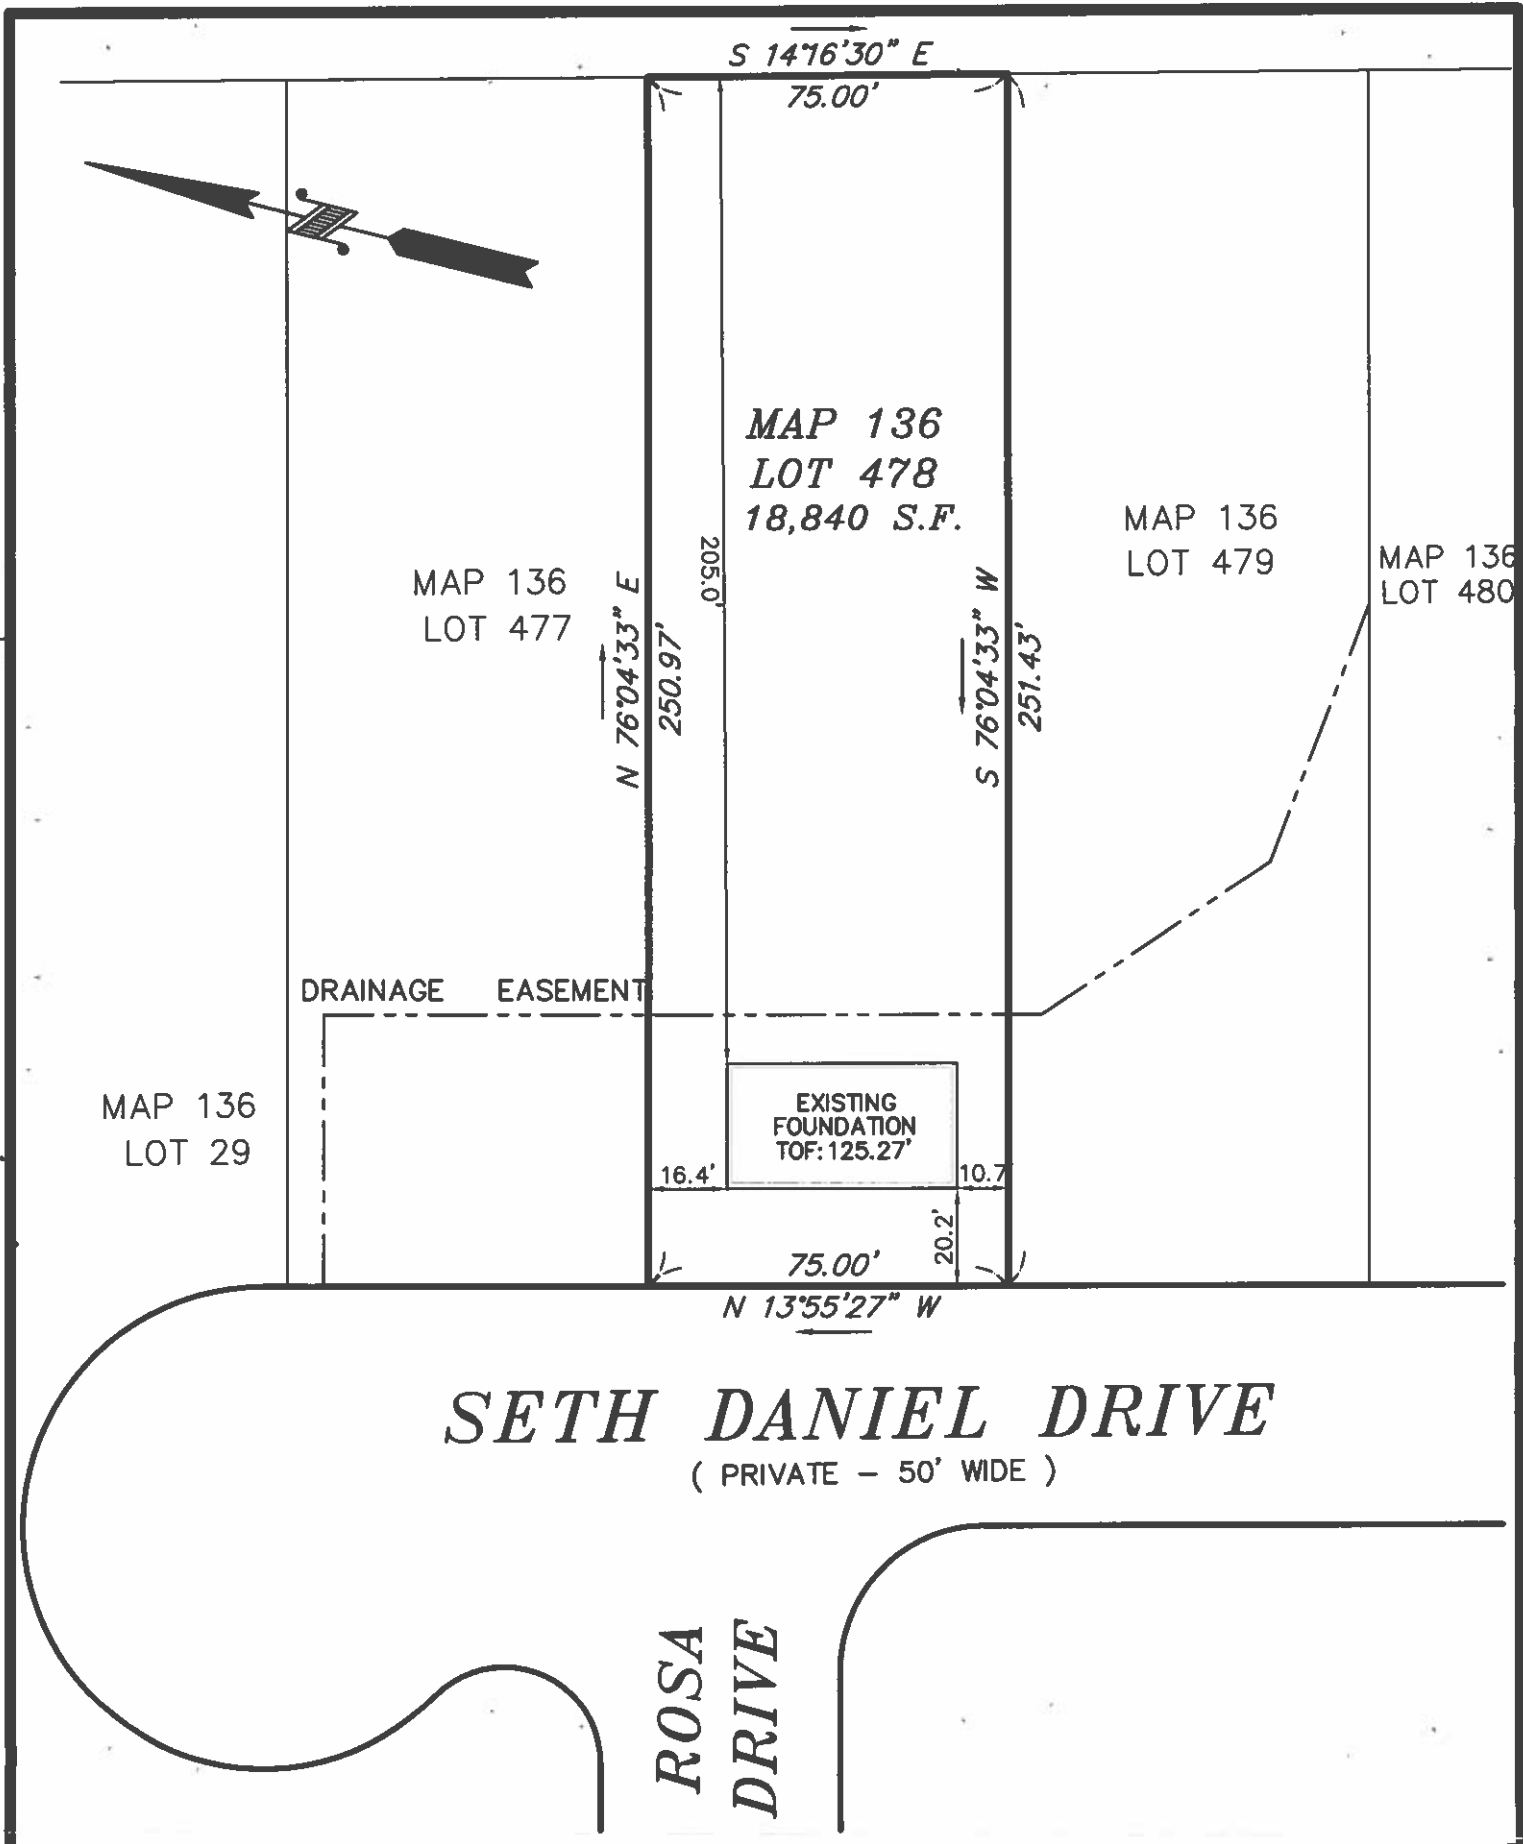 S 14°16'30" E
75.00'
MAP 136
LOT 478
18,840 S.F.
205.0'
MAP 136
LOT 477
N 76°04'33" E
250.97'
S 76°04'33" W
251.43'
MAP 136
LOT 479
MAP 136
LOT 480
DRAINAGE EASEMENT
MAP 136
LOT 29
EXISTING
FOUNDATION
TOF: 125.27'
16.4'
10.7'
20.2'
75.00'
N 13°55'27" W
SETH DANIEL DRIVE
( PRIVATE - 50' WIDE )
ROSA
DRIVE